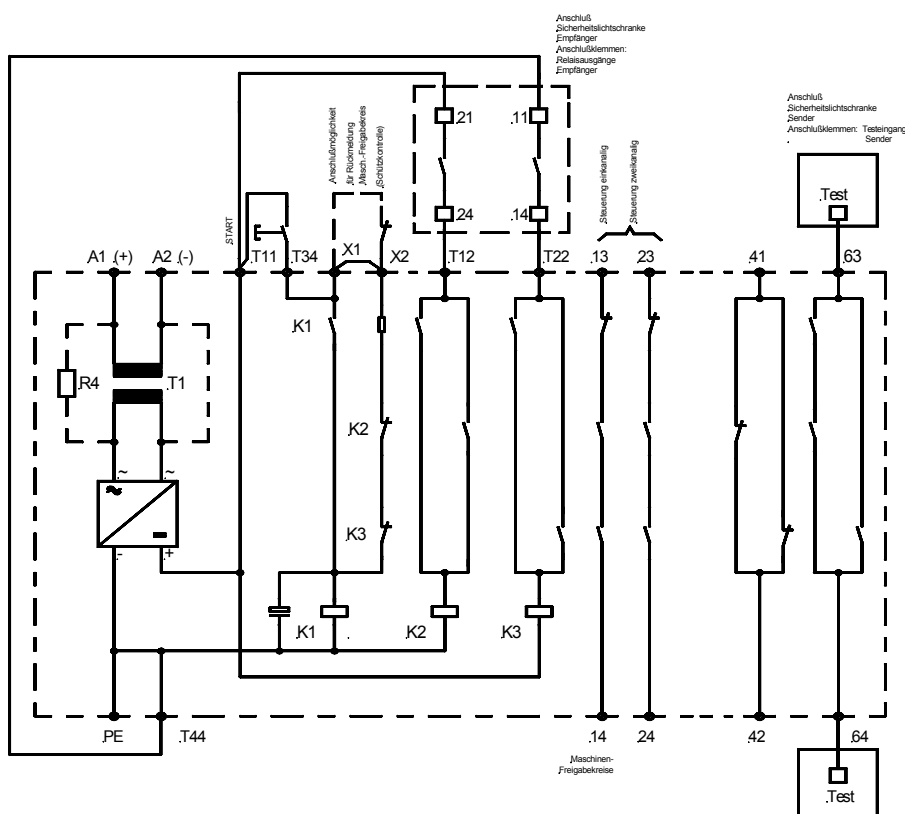 .Anschluß
.Sicherheitslichtschranke
.Empfänger
.Anschlußklemmen:
.Relaisausgänge
.Empfänger
.Anschluß
.Sicherheitslichtschranke
.Sender
.Anschlußklemmen: Testeingang
. Sender
.Anschlußmöglichkeit
.für Rückmeldung
.Masch.-Freigabekreis
.(Schützkontrolle)
.21
.11
.24
.14
.Steuerung einkanalig
.Steuerung zweikanalig
.Test
.START
A1 .(+)
A2 .(-)
.T11
.T34
X1
X2
.T12
.T22
.13
.23
.41
.63
.K1
.R4
.T1
.K2
.~
.~
.K3
.-
.+
.K1
.
.K2
.K3
.PE
.T44
.14
.24
.42
.64
.Maschinen-
.Freigabekreise
.Test